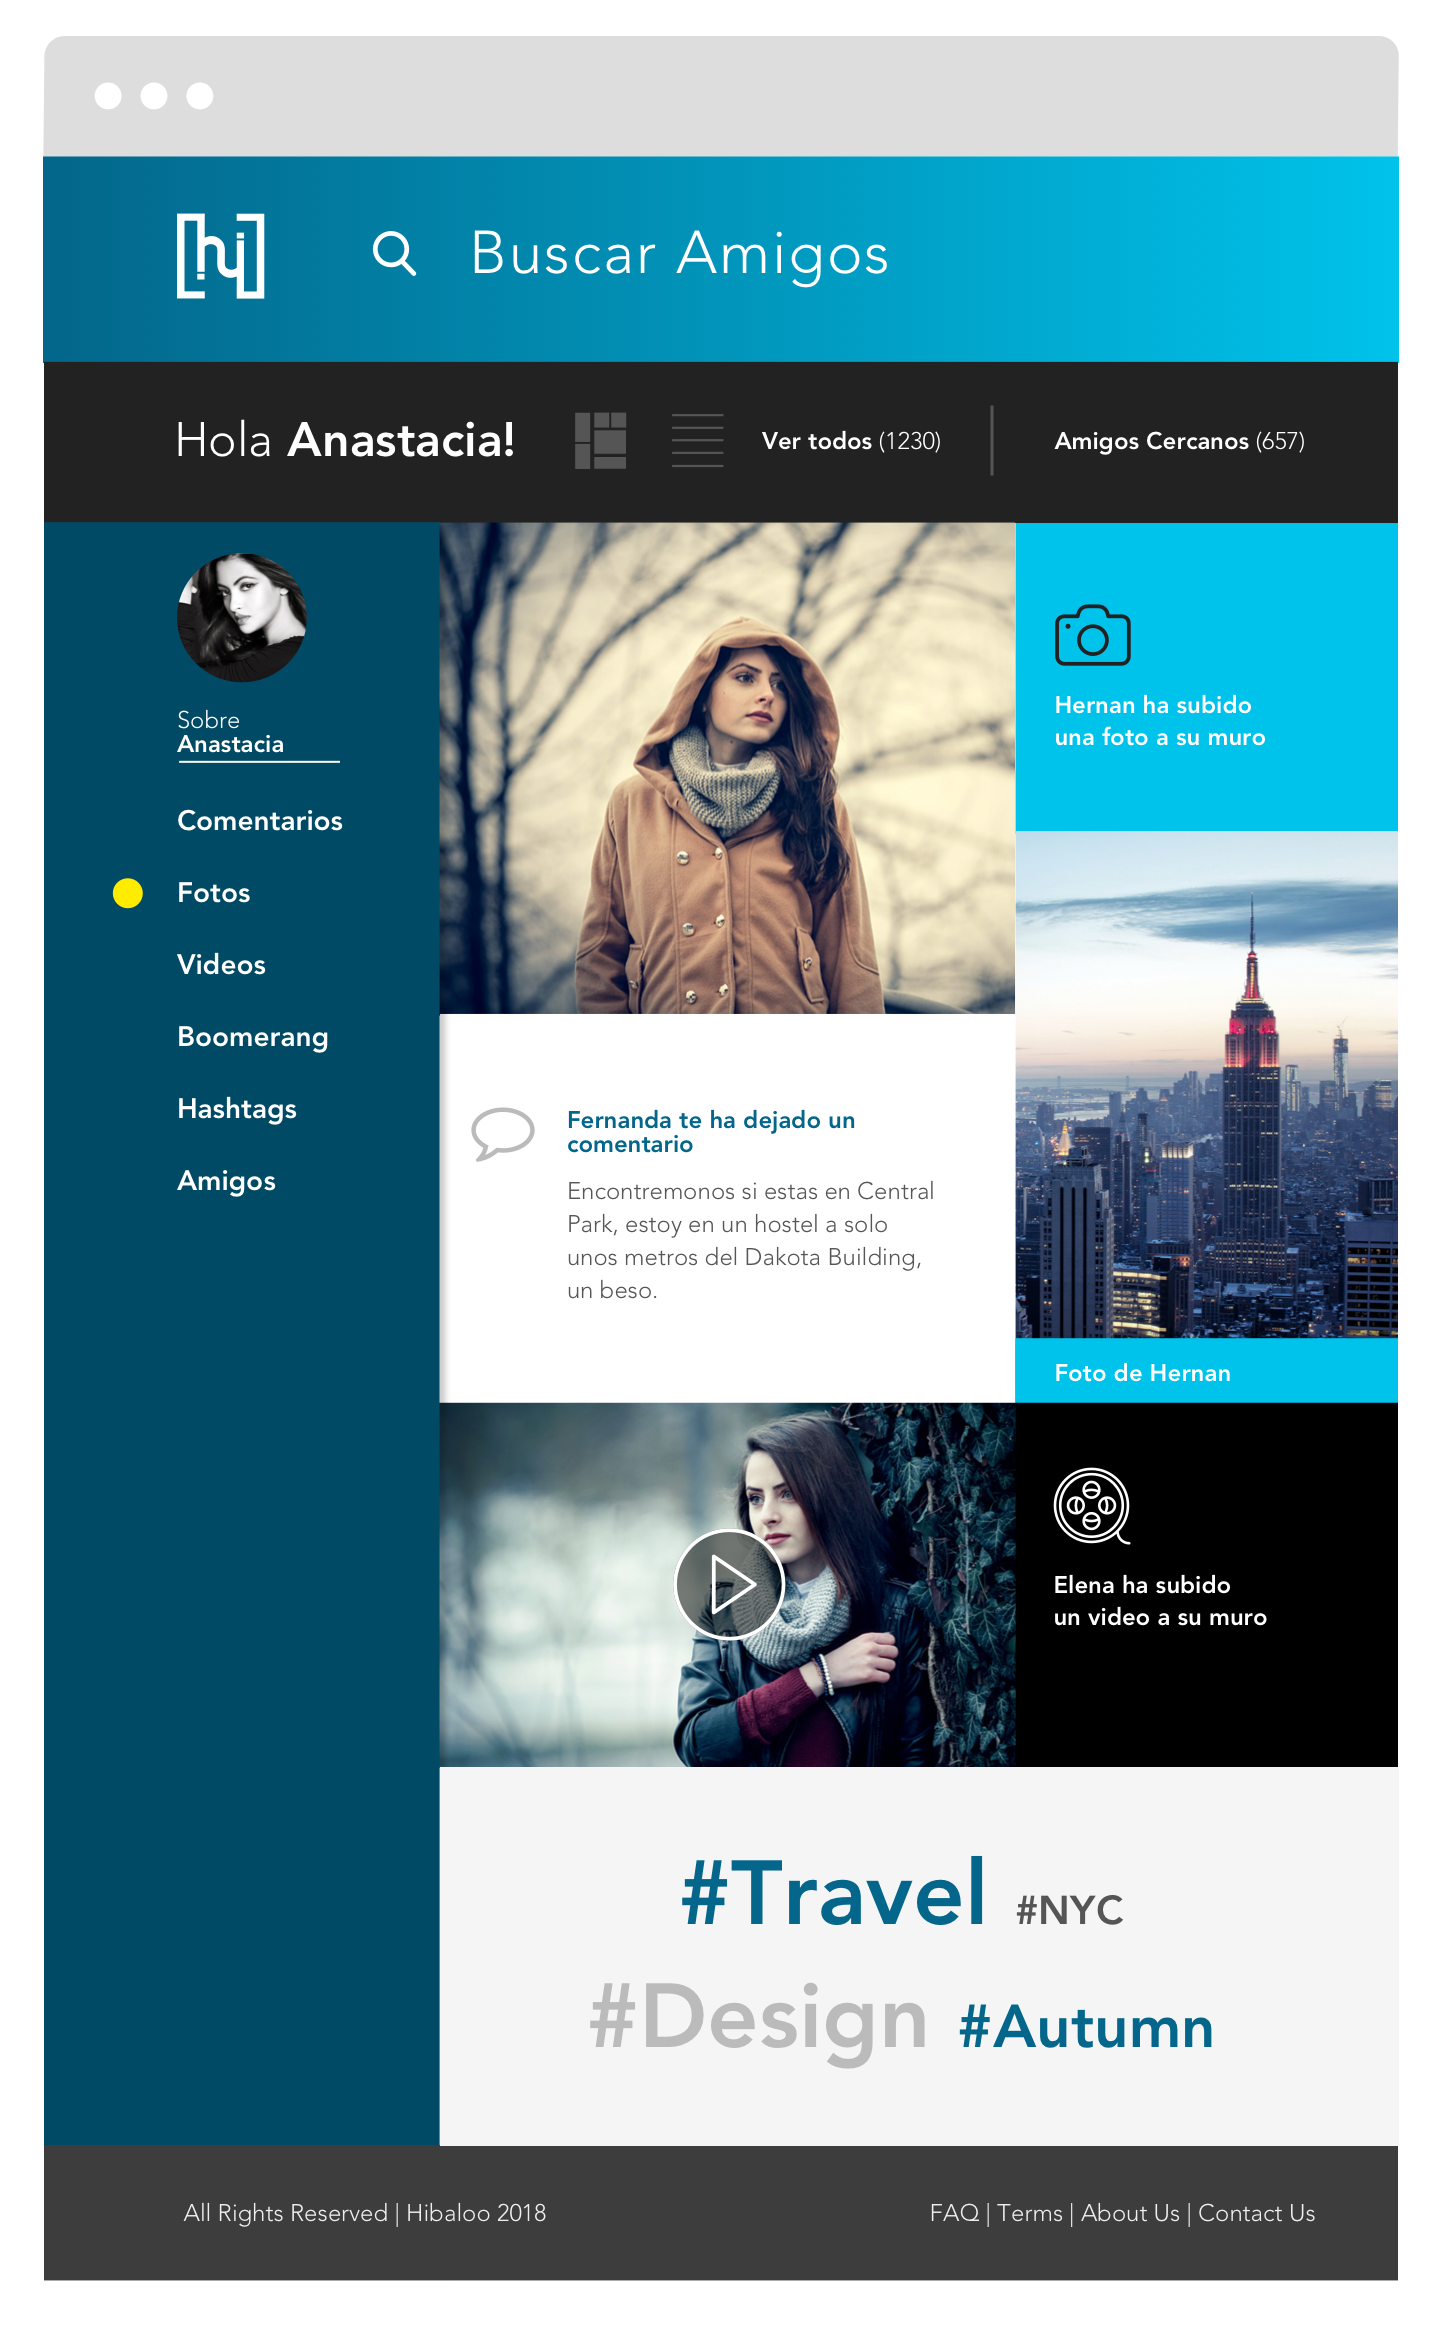 hi
Buscar Amigos
Hola Anastacia!
Ver todos (1230)
Amigos Cercanos (657)
Sobre
Anastacia
Comentarios
Fotos
Videos
Boomerang
Hashtags
Amigos
Hernan ha subido
una foto a su muro
Fernanda te ha dejado un
comentario
Encontremonos si estas en Central
Park, estoy en un hostel a solo
unos metros del Dakota Building,
un beso.
Foto de Hernan
Elena ha subido
un video a su muro
#Travel #NYC
#Design #Autumn
All Rights Reserved | Hibaloo 2018
FAQ | Terms | About Us | Contact Us